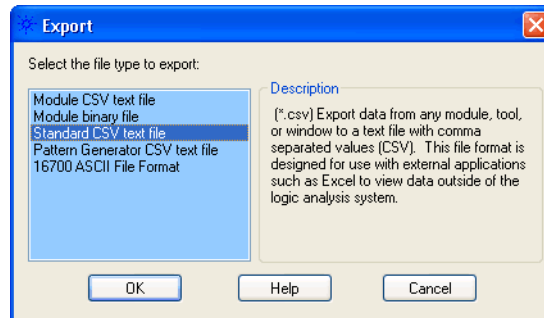 Export
Select the file type to export:
Module CSV text file
Module binary file
Standard CSV text file
Pattern Generator CSV text file
16700 ASCII File Format
Description
(*.csv) Export data from any module, tool,
or window to a text file with comma
separated values (CSV). This file format is
designed for use with external applications
such as Excel to view data outside of the
logic analysis system.
OK
Help
Cancel